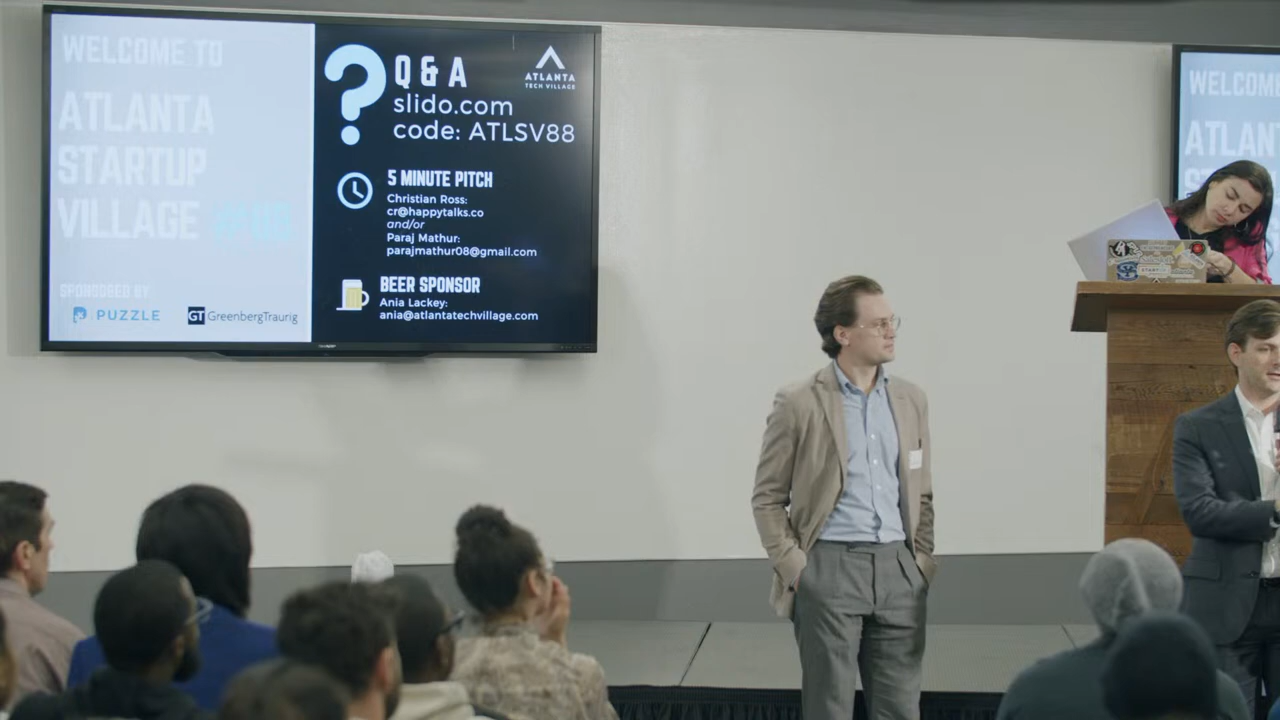 WELCOME TO
ATLANTA
STARTUP
VILLAGE
SPONSORED BY
PUZZLE
GT GreenbergTraurig
Q & A
slido.com
code: ATLSV88
ATLANTA
TECH VILLAGE
5 MINUTE PITCH
Christian Ross:
cr@happytalks.co
and/or
Paraj Mathur:
parajmathur08@gmail.com
BEER SPONSOR
Ania Lackey:
ania@atlantatechvillage.com
WELCOME
ATLAN